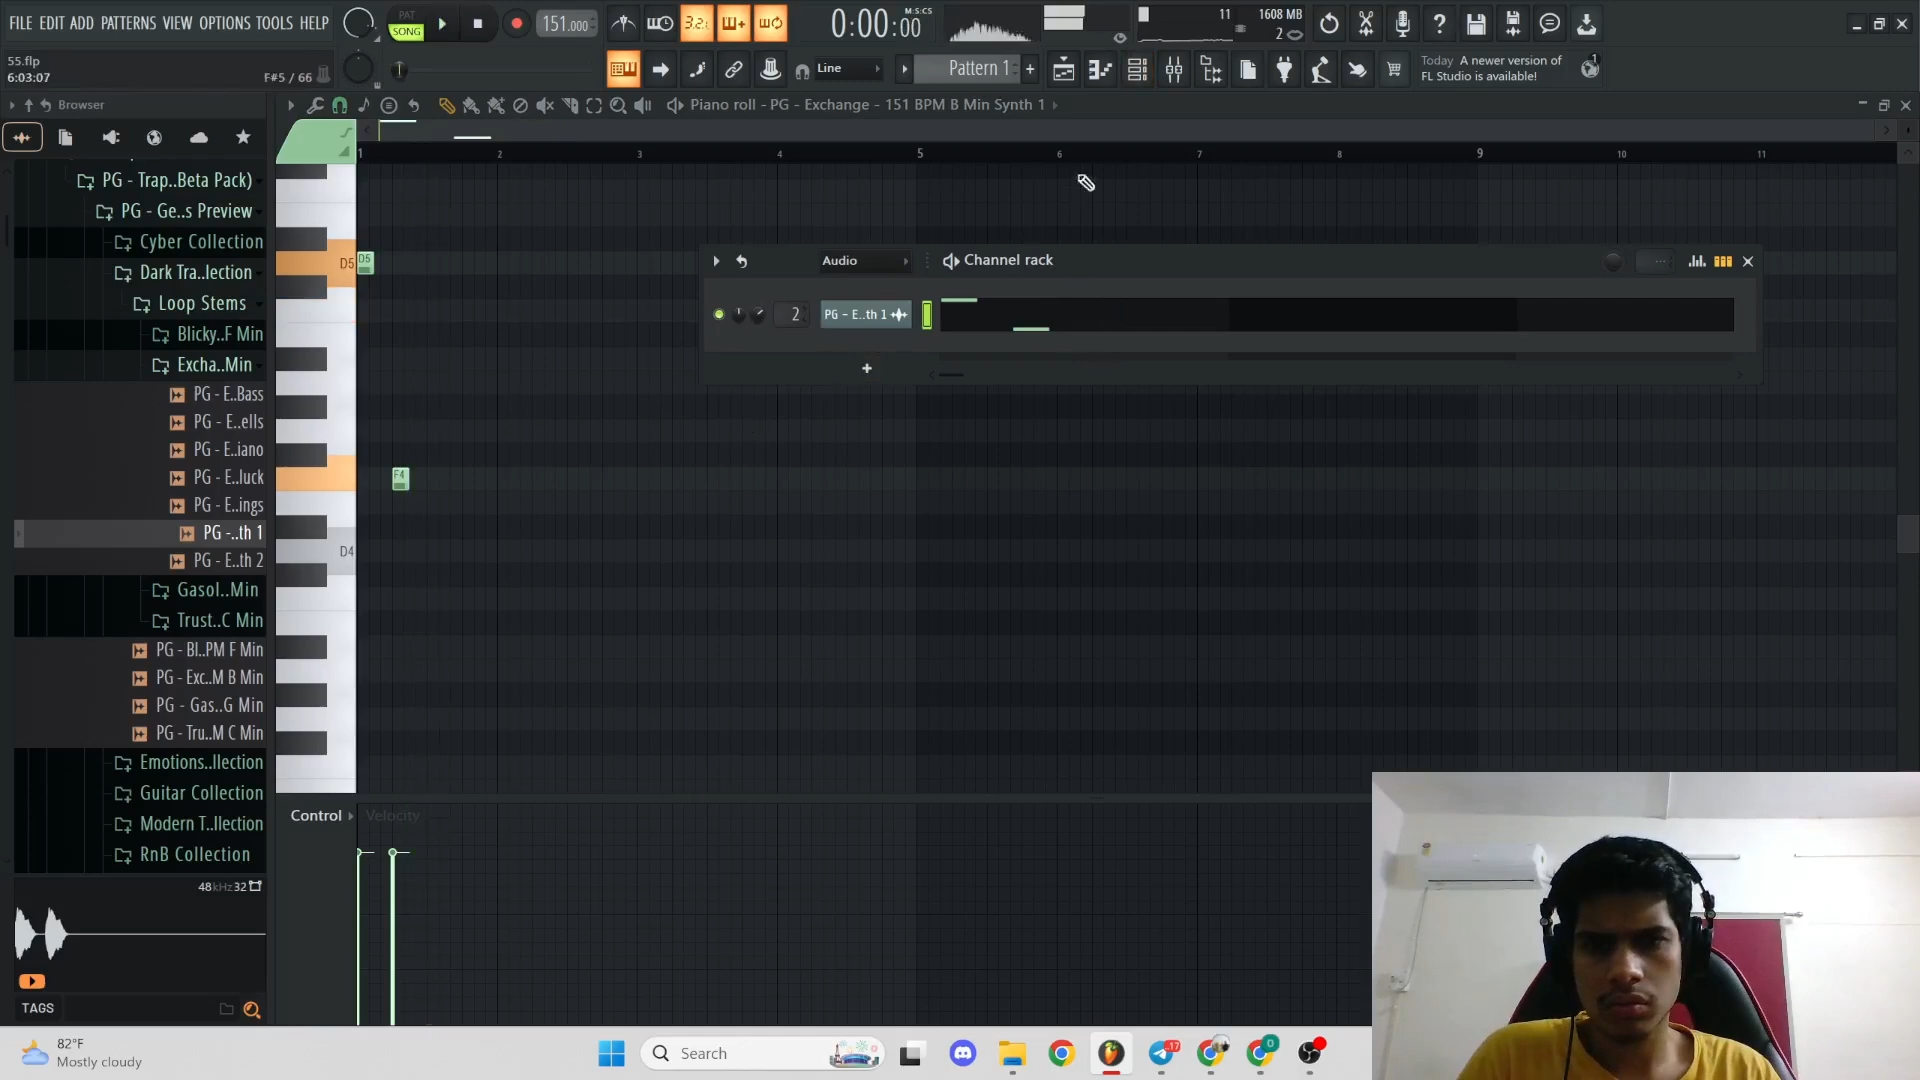 FILE EDIT ADD PATTERNS VIEW OPTIONS TOOLS HELP
PAT
SONG
151.000
3.2
0:00:00
M:S:CS
11
1608 MB
2
55.flp
6:03:07
F#5 / 66
Line
Pattern 1
Today A newer version of
FL Studio is available!
Browser
Piano roll - PG - Exchange - 151 BPM B Min Synth 1
1 2 3 4 5 6 7 8 9 10 11
PG - Trap..Beta Pack)
PG - Ge..s Preview
Cyber Collection
Dark Tra..lection
Loop Stems
Blicky..F Min
Excha..Min
PG - E..Bass
PG - E..ells
PG - E..iano
PG - E..luck
PG - E..ings
PG -..th 1
PG - E..th 2
Gasol..Min
Trust..C Min
PG - Bl..PM F Min
PG - Exc..M B Min
PG - Gas..G Min
PG - Tru..M C Min
Emotions..llection
Guitar Collection
Modern T..llection
RnB Collection
48kHz32
TAGS
D5
D5
F4
D4
Audio
Channel rack
2
PG - E..th 1
Control
Velocity
82°F
Mostly cloudy
Search
17
0